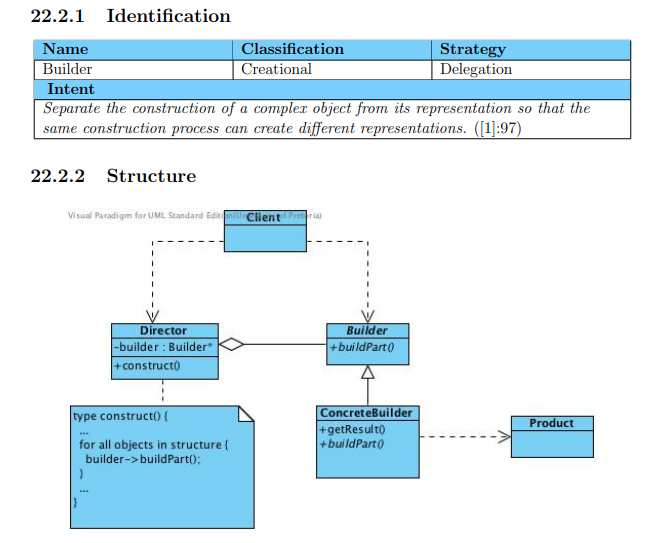 22.2.1 Identification
Name Classification Strategy
Builder Creational Delegation
Intent
Separate the construction of a complex object from its representation so that the
same construction process can create different representations. ([1]:97)
22.2.2 Structure
Visual Paradigm for UML Standard Edition(University of Pretoria)
Client
Director
-builder : Builder*
+construct()
Builder
+buildPart()
type construct() {
...
for all objects in structure {
builder->buildPart();
}
...
}
ConcreteBuilder
+getResult()
+buildPart()
Product